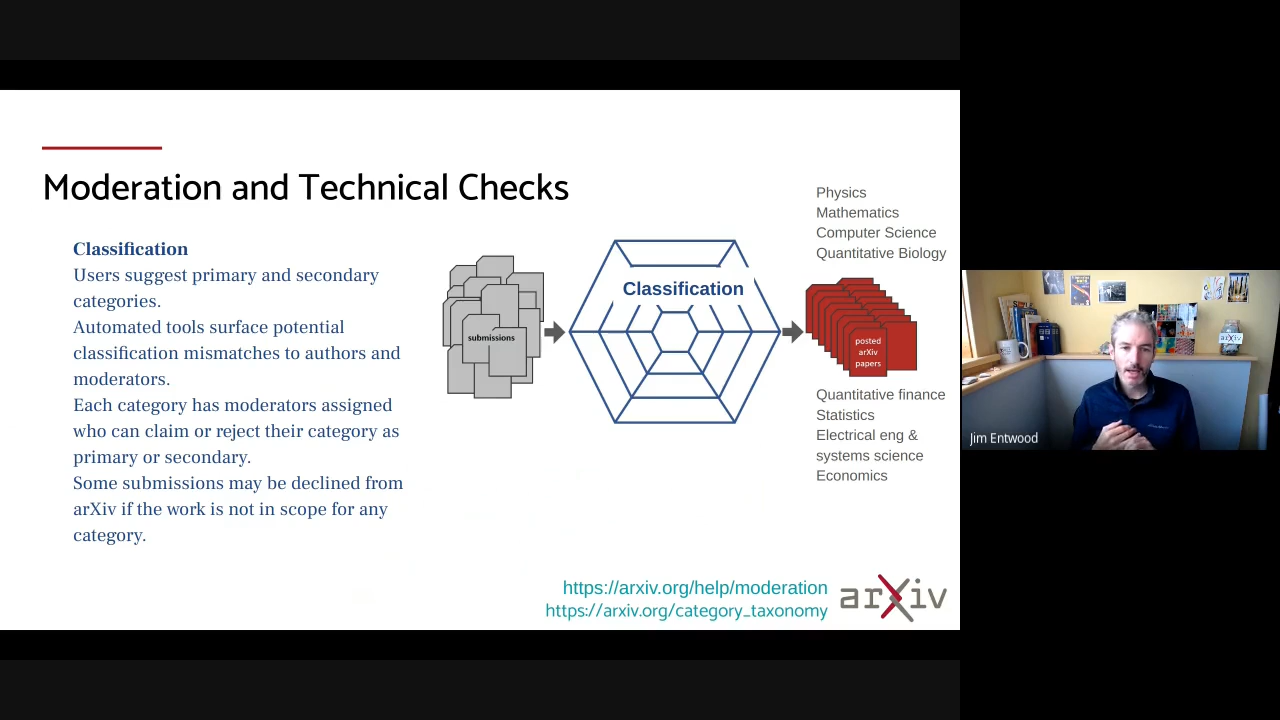 Moderation and Technical Checks
Classification
Users suggest primary and secondary
categories.
Automated tools surface potential
classification mismatches to authors and
moderators.
Each category has moderators assigned
who can claim or reject their category as
primary or secondary.
Some submissions may be declined from
arXiv if the work is not in scope for any
category.
submissions
Classification
Physics
Mathematics
Computer Science
Quantitative Biology
posted
arXiv
papers
Quantitative finance
Statistics
Electrical eng &
systems science
Economics
https://arxiv.org/help/moderation
https://arxiv.org/category_taxonomy
arXiv
Jim Entwood